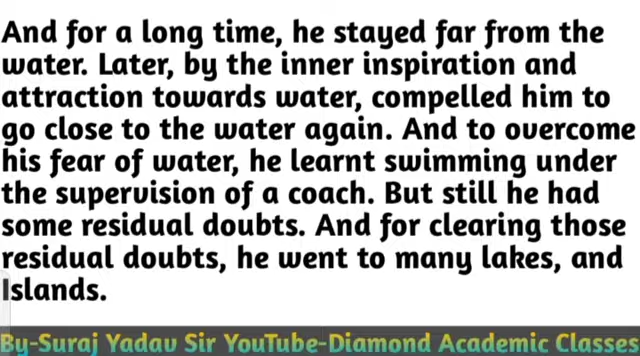 And for a long time, he stayed far from the
water. Later, by the inner inspiration and
attraction towards water, compelled him to
go close to the water again. And to overcome
his fear of water, he learnt swimming under
the supervision of a coach. But still he had
some residual doubts. And for clearing those
residual doubts, he went to many lakes, and
Islands.
By-Suraj Yadav Sir YouTube-Diamond Academic Classes